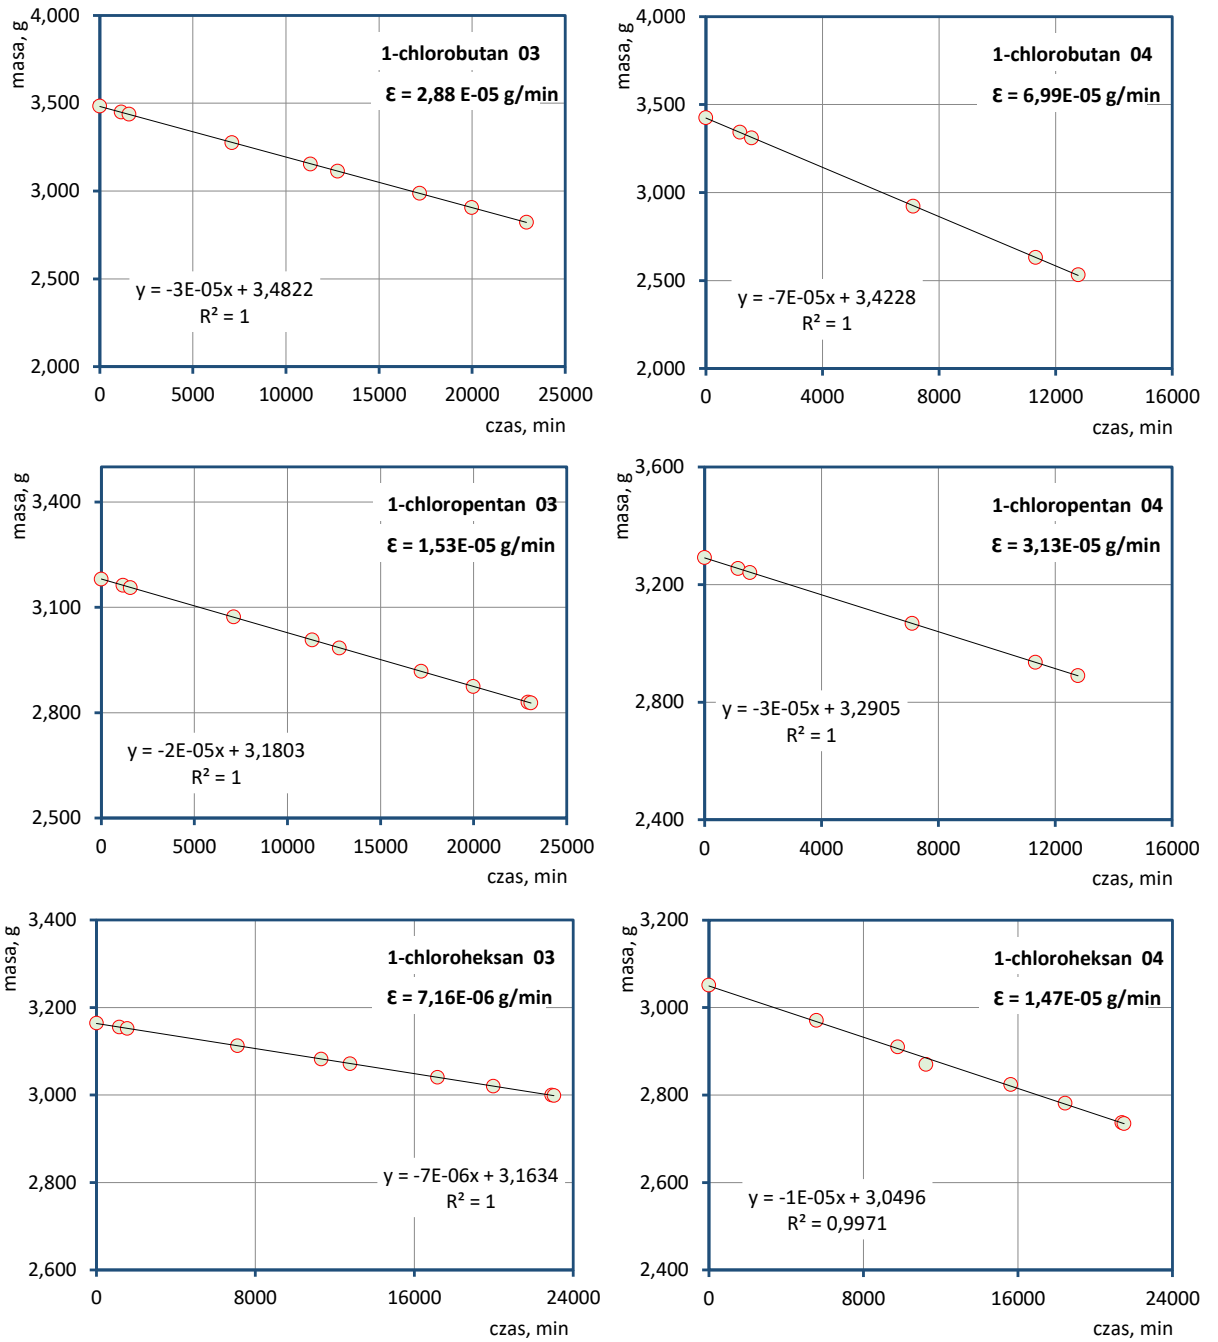 masa, g
4,000
3,500
3,000
2,500
2,000
1-chlorobutan 03
Ɛ = 2,88 E-05 g/min
y = -3E-05x + 3,4822
R² = 1
0 5000 10000 15000 20000 25000
czas, min
masa, g
4,000
3,500
3,000
2,500
2,000
1-chlorobutan 04
Ɛ = 6,99E-05 g/min
y = -7E-05x + 3,4228
R² = 1
0 4000 8000 12000 16000
czas, min
masa, g
3,400
3,100
2,800
2,500
1-chloropentan 03
Ɛ = 1,53E-05 g/min
y = -2E-05x + 3,1803
R² = 1
0 5000 10000 15000 20000 25000
czas, min
masa, g
3,600
3,200
2,800
2,400
1-chloropentan 04
Ɛ = 3,13E-05 g/min
y = -3E-05x + 3,2905
R² = 1
0 4000 8000 12000 16000
czas, min
masa, g
3,400
3,200
3,000
2,800
2,600
1-chloroheksan 03
Ɛ = 7,16E-06 g/min
y = -7E-06x + 3,1634
R² = 1
0 8000 16000 24000
czas, min
masa, g
3,200
3,000
2,800
2,600
2,400
1-chloroheksan 04
Ɛ = 1,47E-05 g/min
y = -1E-05x + 3,0496
R² = 0,9971
0 8000 16000 24000
czas, min